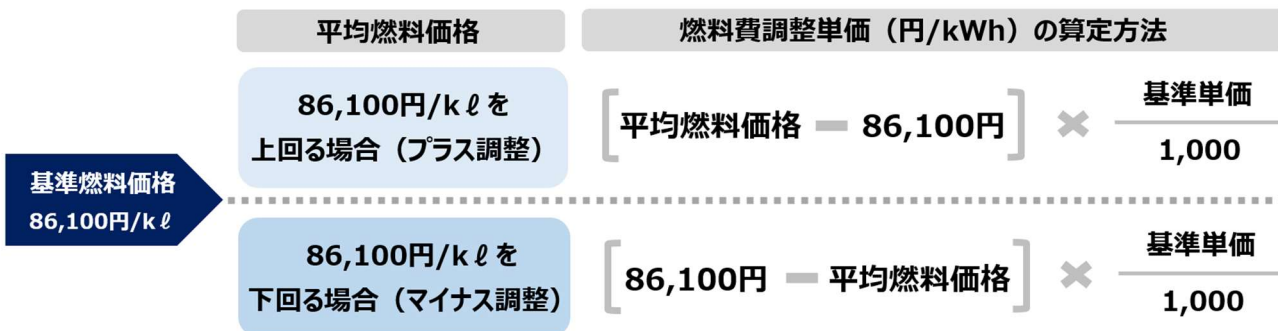 平均燃料価格
燃料費調整単価（円/kWh）の算定方法
基準燃料価格
86,100円/kℓ
86,100円/kℓを
上回る場合（プラス調整）
[平均燃料価格 ー 86,100円] × 基準単価
1,000
86,100円/kℓを
下回る場合（マイナス調整）
[86,100円 ー 平均燃料価格] × 基準単価
1,000